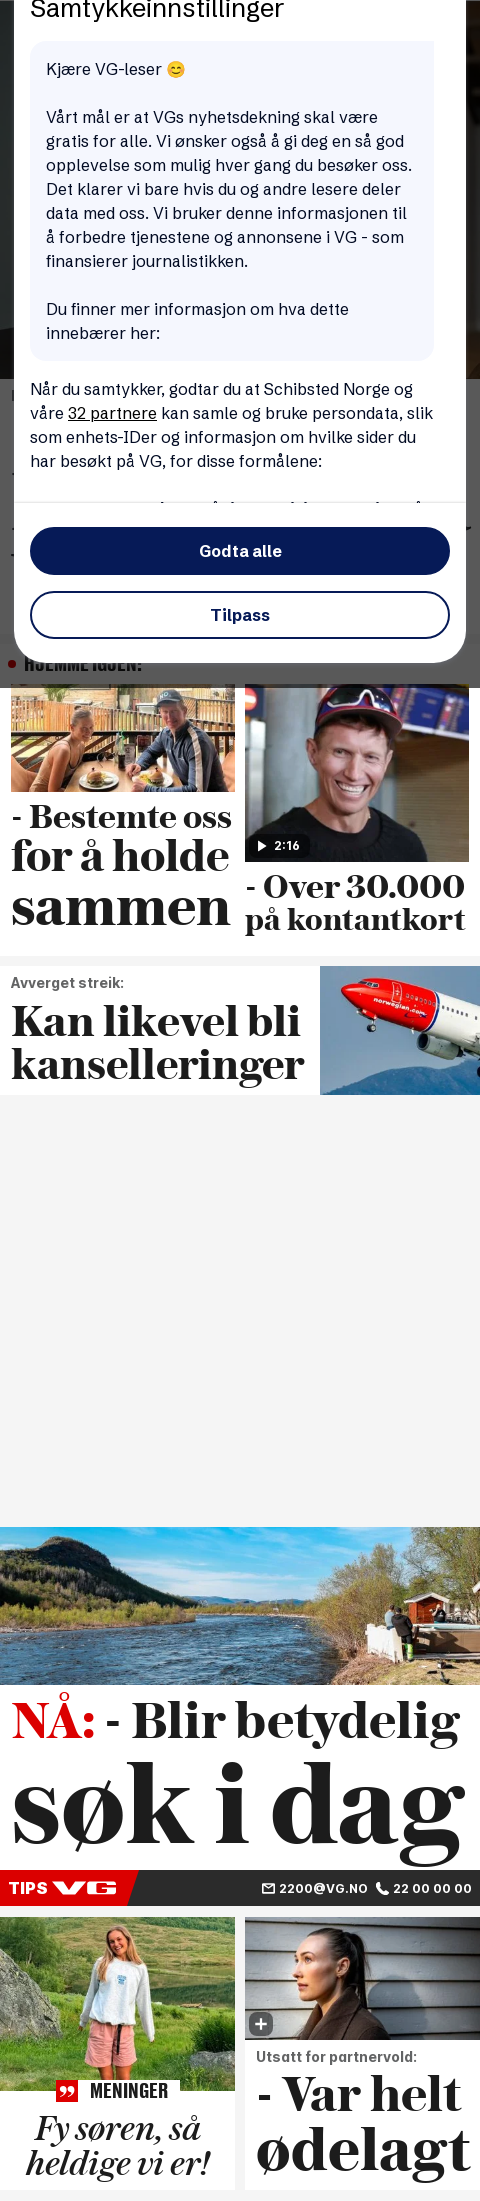 Samtykkeinnstillinger
Kjære VG-leser 😊
Vårt mål er at VGs nyhetsdekning skal være
gratis for alle. Vi ønsker også å gi deg en så god
opplevelse som mulig hver gang du besøker oss.
Det klarer vi bare hvis du og andre lesere deler
data med oss. Vi bruker denne informasjonen til
å forbedre tjenestene og annonsene i VG - som
finansierer journalistikken.
Du finner mer informasjon om hva dette
innebærer her:
Når du samtykker, godtar du at Schibsted Norge og
våre 32 partnere kan samle og bruke persondata, slik
som enhets-IDer og informasjon om hvilke sider du
har besøkt på VG, for disse formålene:
Godta alle
Tilpass
HJEMME IGJEN:
2:16
- Bestemte oss
for å holde
sammen
- Over 30.000
på kontantkort
Avverget streik:
Kan likevel bli
kanselleringer
norwegian.com
NÅ: - Blir betydelig
søk i dag
TIPS VG
2200@VG.NO 22 00 00 00
MENINGER
Fy søren, så
heldige vi er!
Utsatt for partnervold:
- Var helt
ødelagt